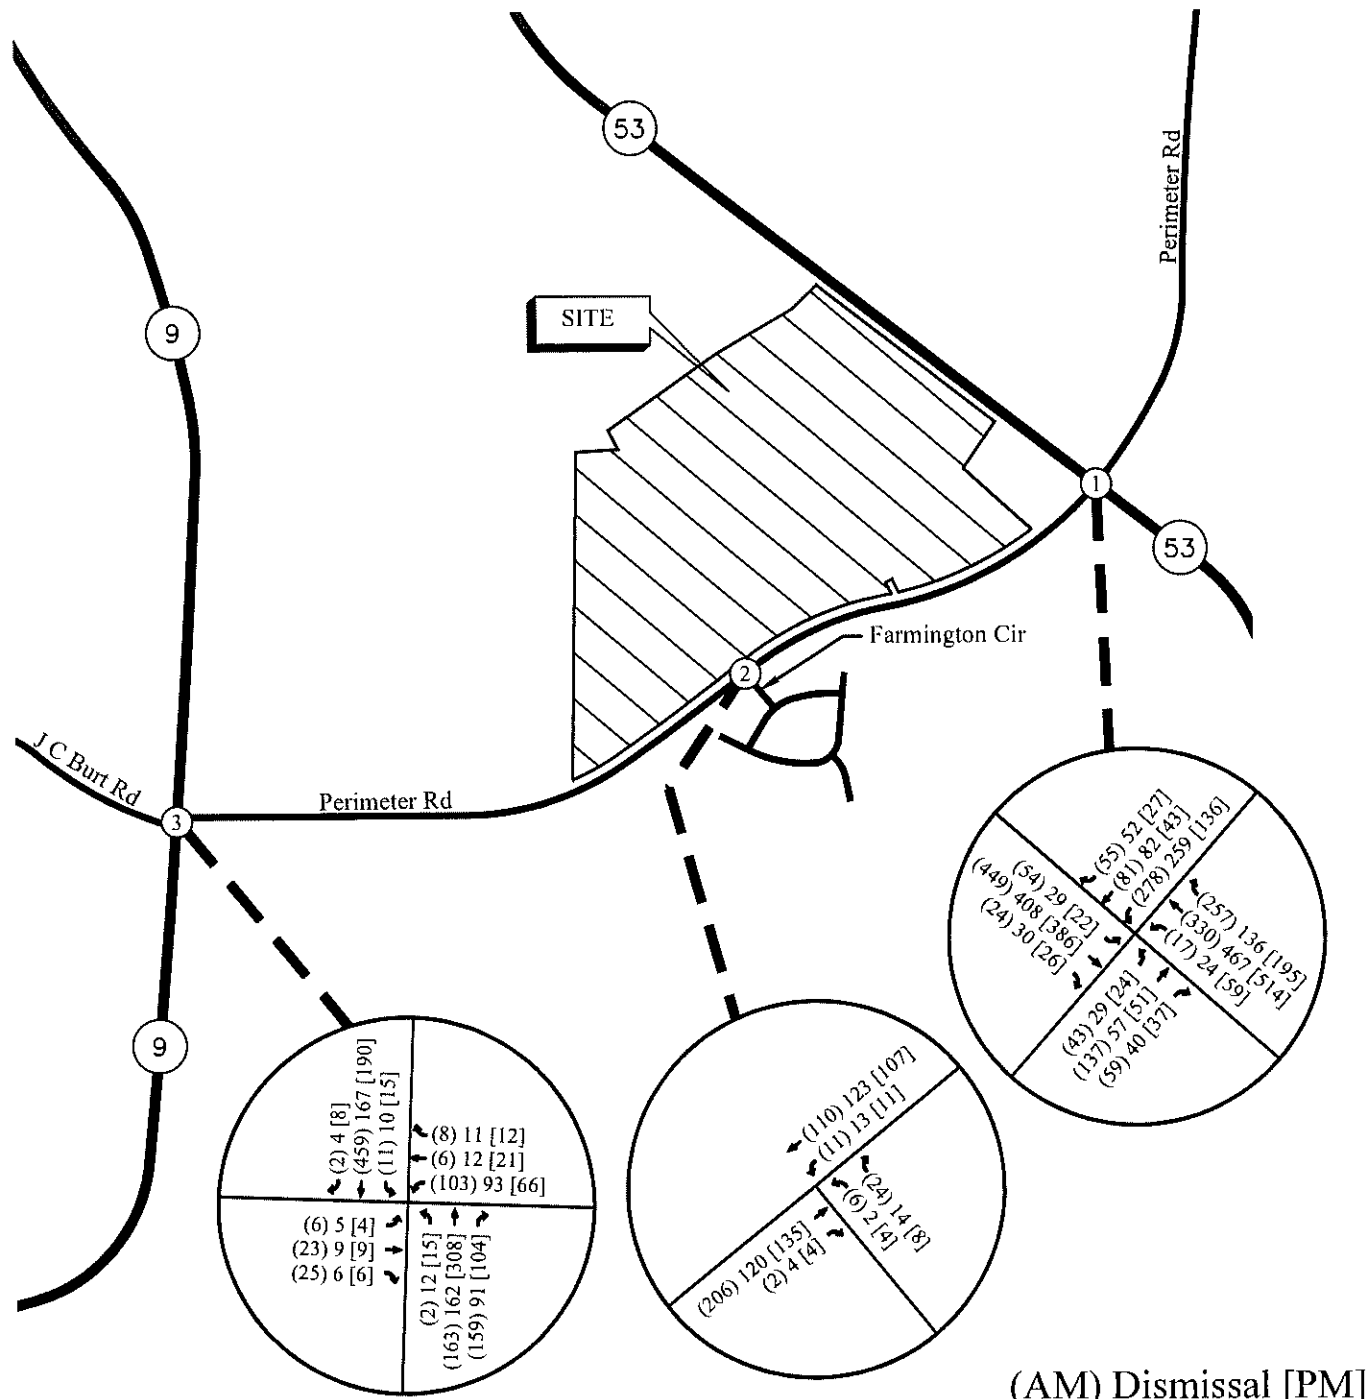 53
Perimeter Rd
9
SITE
1
53
Farmington Cir
2
J C Burt Rd
Perimeter Rd
3
9
(55) 52 [27]
(81) 82 [43]
(278) 259 [136]
(54) 29 [22]
(449) 408 [386]
(24) 30 [26]
(257) 136 [195]
(330) 467 [514]
(17) 24 [59]
(43) 29 [24]
(137) 57 [51]
(59) 40 [37]
(2) 4 [8]
(459) 167 [190]
(11) 10 [15]
(8) 11 [12]
(6) 12 [21]
(103) 93 [66]
(6) 5 [4]
(23) 9 [9]
(25) 6 [6]
(2) 12 [15]
(163) 162 [308]
(159) 91 [104]
(110) 123 [107]
(11) 13 [11]
(24) 14 [8]
(6) 2 [4]
(206) 120 [135]
(2) 4 [4]
(AM) Dismissal [PM]